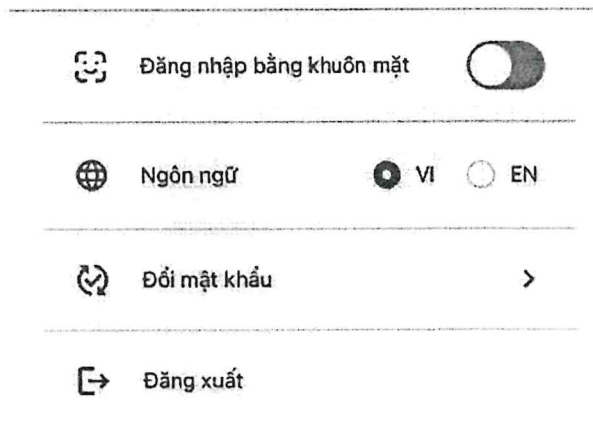 Đăng nhập bằng khuôn mặt
Ngôn ngữ VI EN
Đổi mật khẩu
Đăng xuất